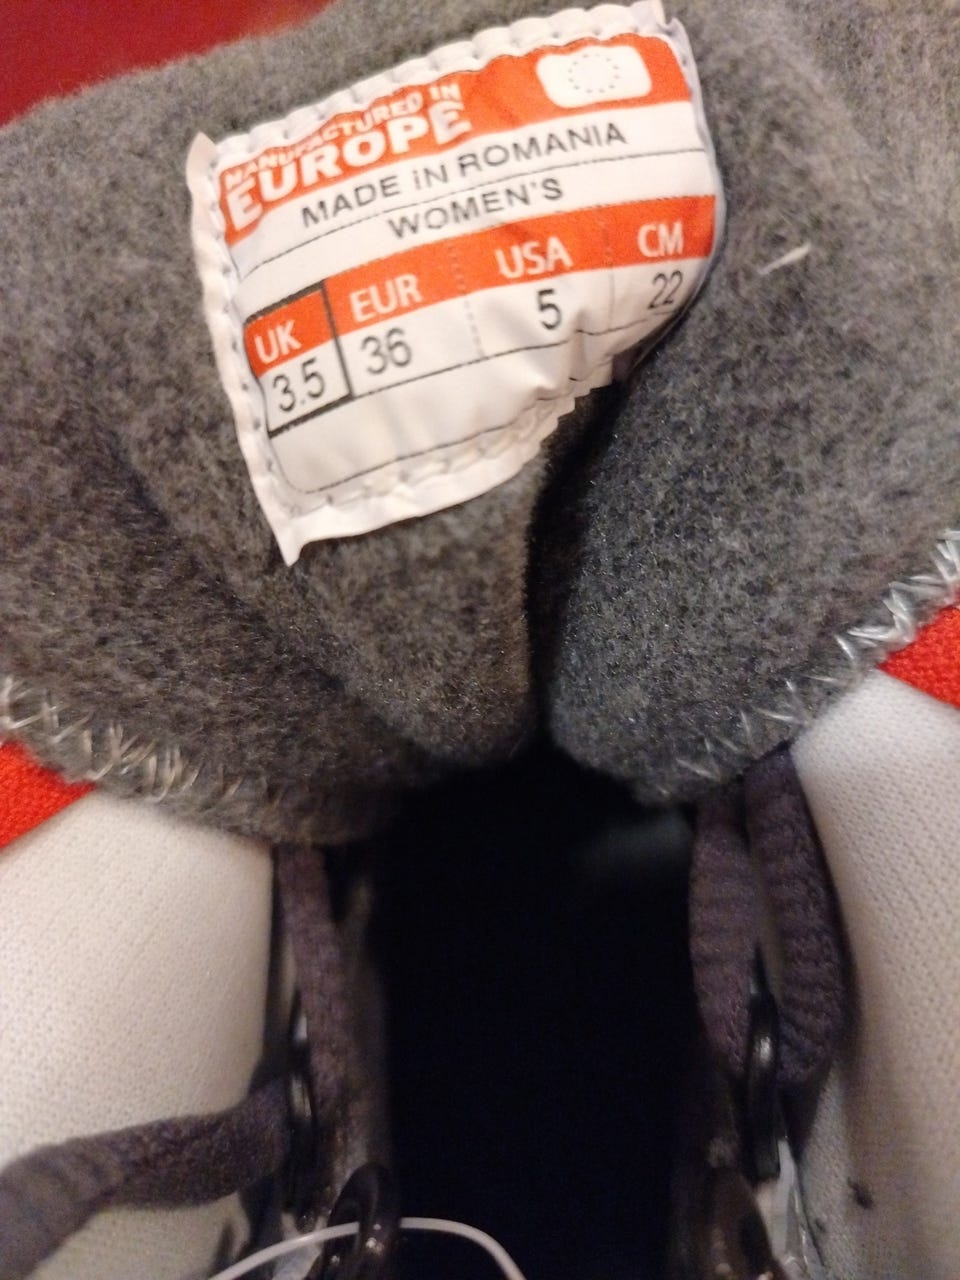 MANUFACTURED IN
EUROPE
MADE iN ROMANIA
WOMEN'S
UK EUR USA CM
3.5 36 5 22